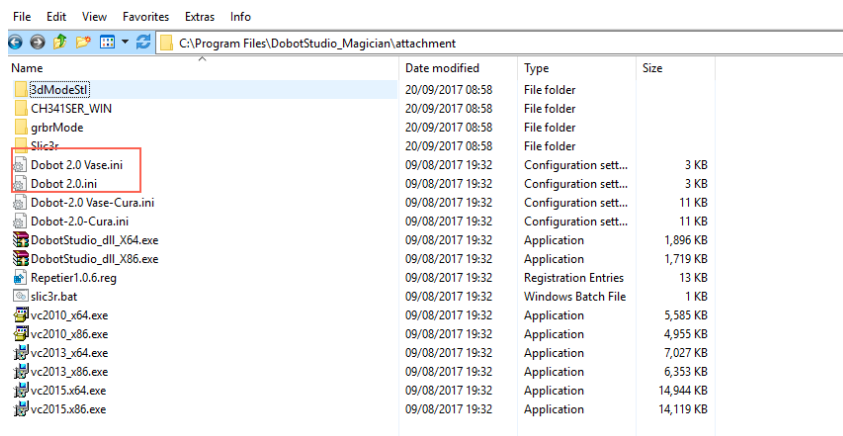 File Edit View Favorites Extras Info
C:\Program Files\DobotStudio_Magician\attachment
Name Date modified Type Size
3dModeStl 20/09/2017 08:58 File folder
CH341SER_WIN 20/09/2017 08:58 File folder
grbrMode 20/09/2017 08:58 File folder
Slic3r 20/09/2017 08:58 File folder
Dobot 2.0 Vase.ini 09/08/2017 19:32 Configuration sett... 3 KB
Dobot 2.0.ini 09/08/2017 19:32 Configuration sett... 3 KB
Dobot-2.0 Vase-Cura.ini 09/08/2017 19:32 Configuration sett... 11 KB
Dobot-2.0-Cura.ini 09/08/2017 19:32 Configuration sett... 11 KB
DobotStudio_dll_X64.exe 09/08/2017 19:32 Application 1,896 KB
DobotStudio_dll_X86.exe 09/08/2017 19:32 Application 1,719 KB
Repetier1.0.6.reg 09/08/2017 19:32 Registration Entries 13 KB
slic3r.bat 09/08/2017 19:32 Windows Batch File 1 KB
vc2010_x64.exe 09/08/2017 19:32 Application 5,585 KB
vc2010_x86.exe 09/08/2017 19:32 Application 4,955 KB
vc2013_x64.exe 09/08/2017 19:32 Application 7,027 KB
vc2013_x86.exe 09/08/2017 19:32 Application 6,353 KB
vc2015.x64.exe 09/08/2017 19:32 Application 14,944 KB
vc2015.x86.exe 09/08/2017 19:32 Application 14,119 KB